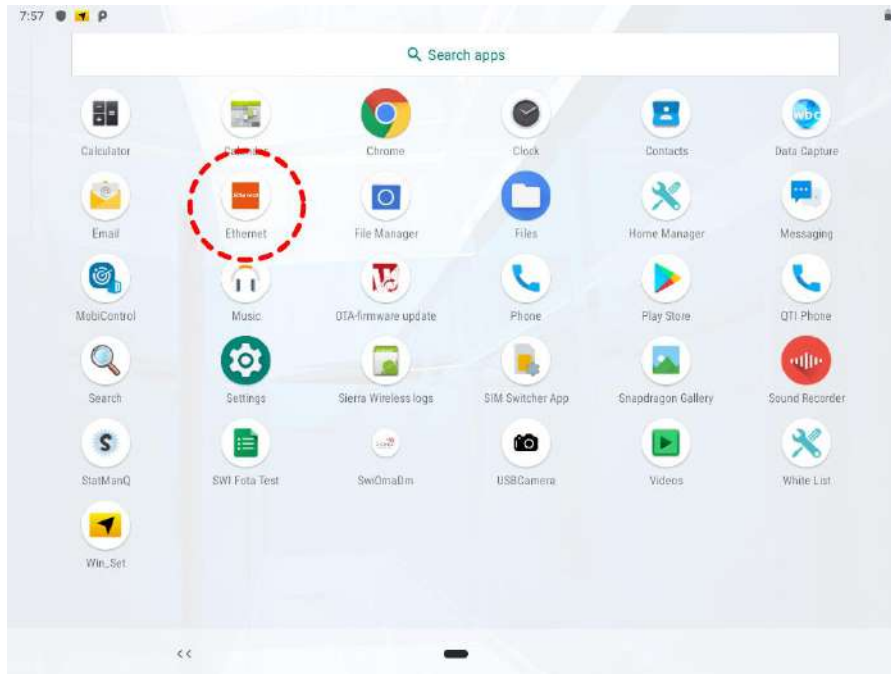 7:57
Search apps
Calculator Calendar Chrome Clock Contacts Data Capture
wbc
Email Ethernet File Manager Files Home Manager Messaging
MobiControl Music OTA-firmware update Phone Play Store QTI Phone
Search Settings Sierra Wireless logs SIM Switcher App Snapdragon Gallery Sound Recorder
S
StatManQ SWI Fota Test SwiOmaDm USBCamera Videos White List
Win_Set
<<